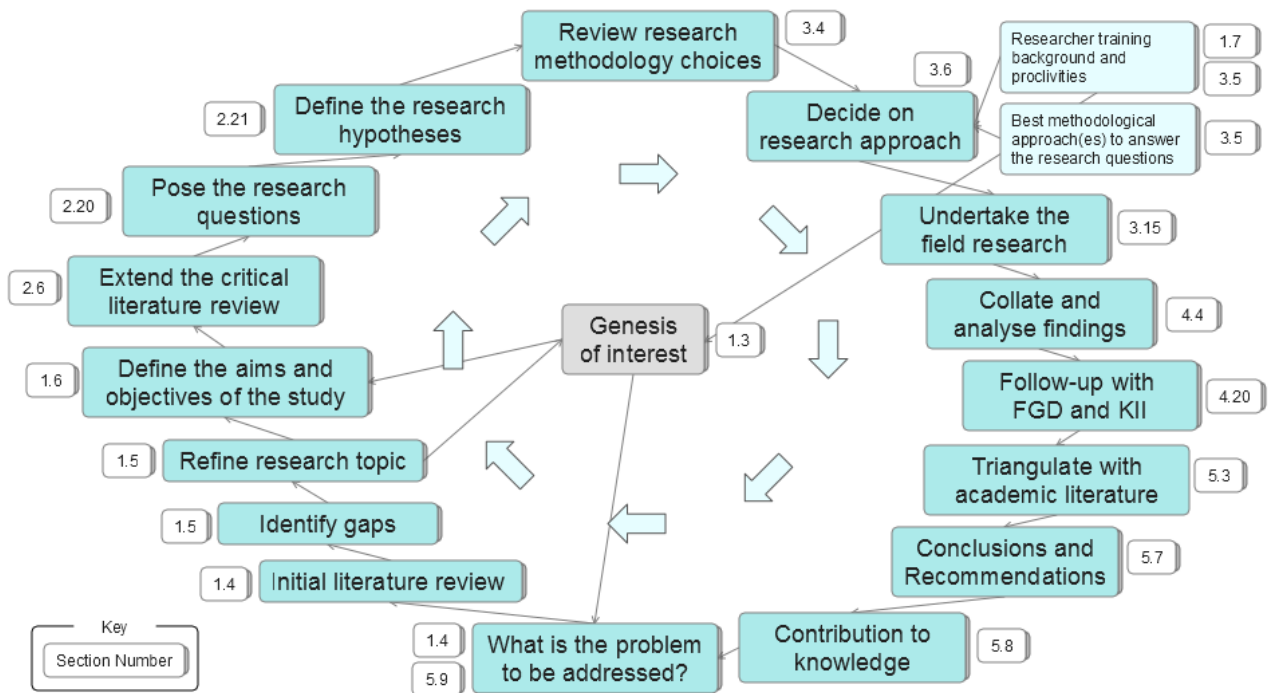 Review research
methodology choices
3.4
Researcher training
background and
proclivities
1.7
3.5
3.6
Decide on
research approach
Best methodological
approach(es) to answer
the research questions
3.5
2.21
Define the research
hypotheses
2.20
Pose the research
questions
Undertake the
field research
3.15
2.6
Extend the critical
literature review
Collate and
analyse findings
4.4
Genesis
of interest
1.3
1.6
Define the aims and
objectives of the study
Follow-up with
FGD and KII
4.20
1.5
Refine research topic
Triangulate with
academic literature
5.3
1.5
Identify gaps
Conclusions and
Recommendations
5.7
1.4
Initial literature review
Contribution to
knowledge
5.8
1.4
5.9
What is the problem
to be addressed?
Key
Section Number